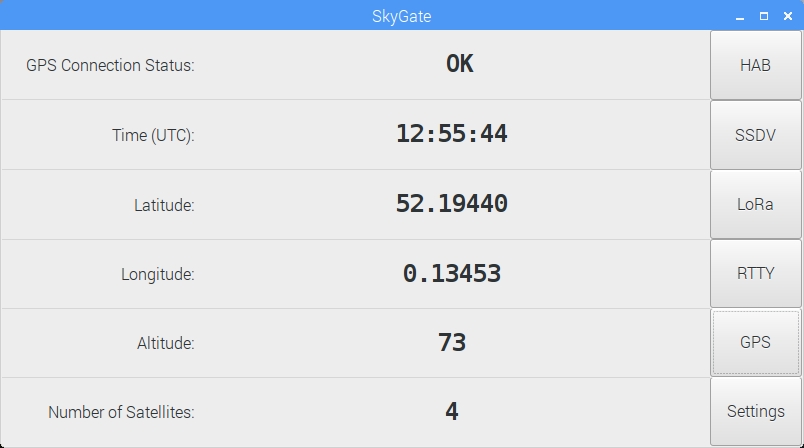 SkyGate
GPS Connection Status: OK HAB
Time (UTC): 12:55:44 SSDV
Latitude: 52.19440 LoRa
Longitude: 0.13453 RTTY
Altitude: 73 GPS
Number of Satellites: 4 Settings